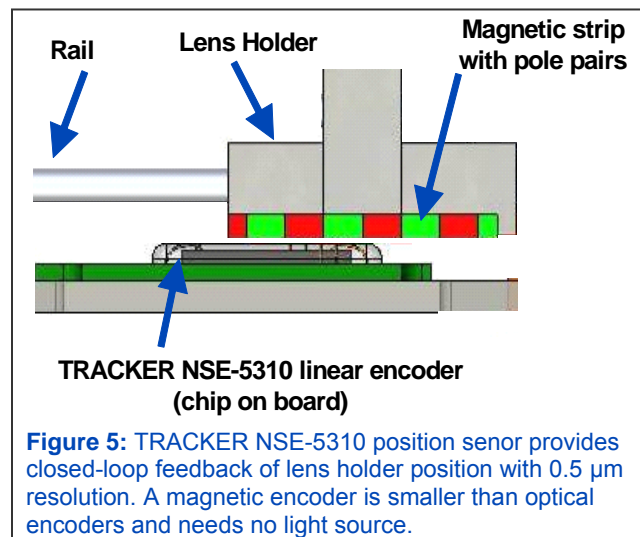 Rail
Lens Holder
Magnetic strip
with pole pairs
TRACKER NSE-5310 linear encoder
(chip on board)
Figure 5: TRACKER NSE-5310 position senor provides
closed-loop feedback of lens holder position with 0.5 µm
resolution. A magnetic encoder is smaller than optical
encoders and needs no light source.